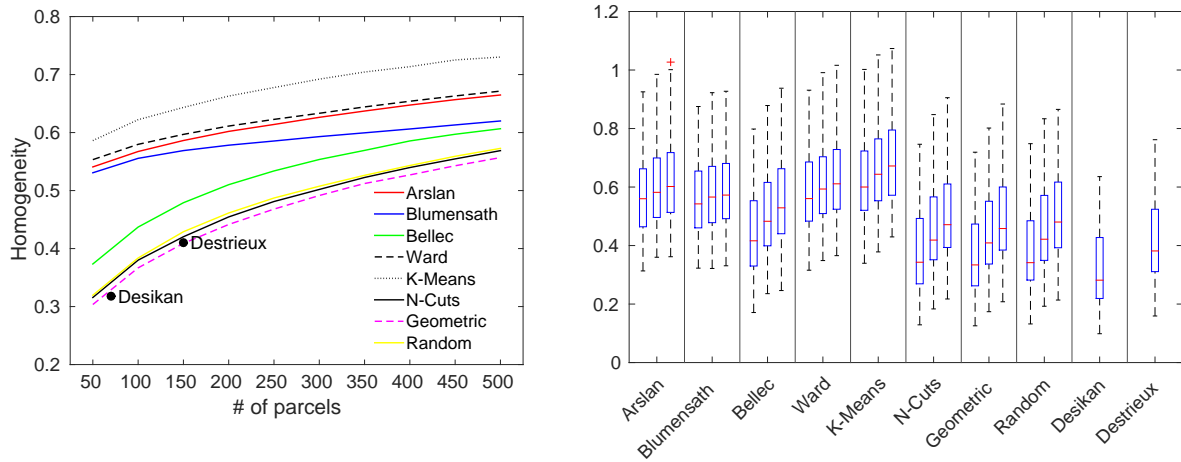 0.8
0.7
0.6
0.5
0.4
0.3
0.2
Homogeneity
50 100 150 200 250 300 350 400 450 500
# of parcels
Destrieux
Desikan
Arslan
Blumensath
Bellec
Ward
K-Means
N-Cuts
Geometric
Random
1.2
1
0.8
0.6
0.4
0.2
0
Arslan
Blumensath
Bellec
Ward
K-Means
N-Cuts
Geometric
Random
Desikan
Destrieux